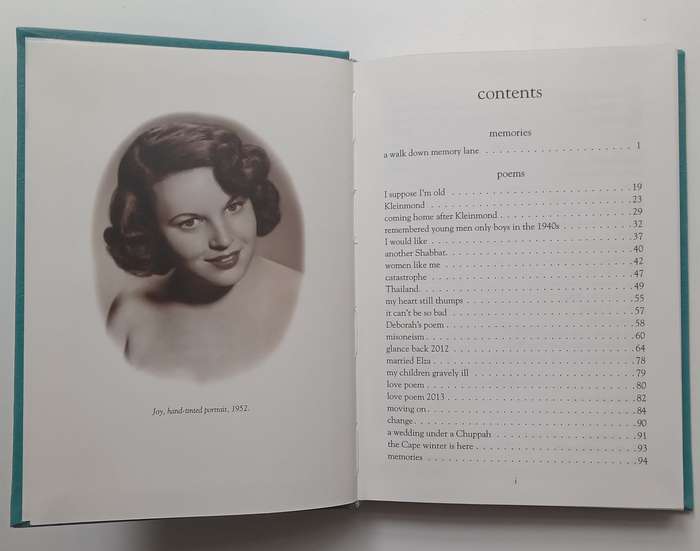 Joy, hand-tinted portrait, 1952.
contents
memories
a walk down memory lane . . . . . . . . . . . . . . . . . . . . 1
poems
I suppose I'm old . . . . . . . . . . . . . . . . . . . . 19
Kleinmond . . . . . . . . . . . . . . . . . . . . 23
coming home after Kleinmond . . . . . . . . . . . . . . . . . . . . 29
remembered young men only boys in the 1940s . . . . . . . . . . 32
I would like . . . . . . . . . . . . . . . . . . . . 37
another Shabbat. . . . . . . . . . . . . . . . . . . . 40
women like me . . . . . . . . . . . . . . . . . . . . 42
catastrophe . . . . . . . . . . . . . . . . . . . . 47
Thailand. . . . . . . . . . . . . . . . . . . . 49
my heart still thumps . . . . . . . . . . . . . . . . . . . . 55
it can't be so bad . . . . . . . . . . . . . . . . . . . . 57
Deborah's poem . . . . . . . . . . . . . . . . . . . . 58
misoneism . . . . . . . . . . . . . . . . . . . . 60
glance back 2012 . . . . . . . . . . . . . . . . . . . . 64
married Elza . . . . . . . . . . . . . . . . . . . . 78
my children gravely ill . . . . . . . . . . . . . . . . . . . . 79
love poem . . . . . . . . . . . . . . . . . . . . 80
love poem 2013 . . . . . . . . . . . . . . . . . . . . 82
moving on . . . . . . . . . . . . . . . . . . . . 84
change . . . . . . . . . . . . . . . . . . . . 90
a wedding under a Chuppah . . . . . . . . . . . . . . . . . . . . 91
the Cape winter is here . . . . . . . . . . . . . . . . . . . . 93
memories . . . . . . . . . . . . . . . . . . . . 94
i